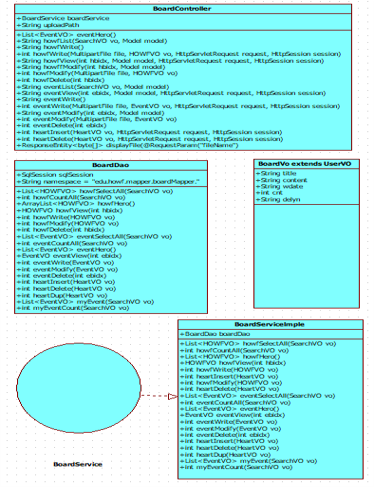 BoardController
+BoardService boardService
+String uploadPath
+List<EventVO> eventHero()
+String howfList(SearchVO vo, Model model)
+String howfWrite()
+int howfWrite(MultipartFile file, HOWFVO vo, HttpServletRequest request, HttpSession session)
+String howfView(int hbidx, Model model, HttpServletRequest request, HttpSession session)
+String howfModify(int hbidx, Model model)
+int howfModify(MultipartFile file, HOWFVO vo)
+int howfDelete(int hbidx)
+String eventList(SearchVO vo, Model model)
+String eventView(int ebidx, Model model, HttpServletRequest request, HttpSession session)
+String eventWrite()
+int eventWrite(MultipartFile file, EventVO vo, HttpServletRequest request, HttpSession session)
+String eventModify(int ebidx, Model model)
+int eventModify(MultipartFile file, EventVO vo)
+int eventDelete(int ebidx)
+int heartInsert(HeartVO vo, HttpServletRequest request, HttpSession session)
+int heartDelete(HeartVO vo, HttpServletRequest request, HttpSession session)
+ResponseEntity<byte[]> displayFile(@RequestParam("fileName")
BoardDao
+SqlSession sqlSession
+String namespace = "edu.howf.mapper.boardMapper."
+List<HOWFVO> howfSelectAll(SearchVO vo)
+int howfCountAll(SearchVO vo)
+ArrayList<HOWFVO> howfHero()
+HOWFVO howfView(int hbidx)
+int howfWrite(HOWFVO vo)
+int howfModify(HOWFVO vo)
+int howfDelete(int hbidx)
+List<EventVO> eventSelectAll(SearchVO vo)
+int eventCountAll(SearchVO vo)
+List<EventVO> eventHero()
+EventVO eventView(int ebidx)
+int eventWrite(EventVO vo)
+int eventModify(EventVO vo)
+int eventDelete(int ebidx)
+int heartInsert(HeartVO vo)
+int heartDelete(HeartVO vo)
+int heartDup(HeartVO vo)
+List<EventVO> myEvent(SearchVO vo)
+int myEventCount(SearchVO vo)
BoardVo extends UserVO
+String title
+String content
+String wdate
+int cnt
+String delyn
BoardServiceImple
+BoardDao boardDao
+List<HOWFVO> howfSelectAll(SearchVO vo)
+int howfCountAll(SearchVO vo)
+List<HOWFVO> howfHero()
+HOWFVO howfView(int hbidx)
+int howfWrite(HOWFVO vo)
+int heartInsert(HeartVO vo)
+int howfModify(HOWFVO vo)
+int heartDelete(HeartVO vo)
+List<EventVO> eventSelectAll(SearchVO vo)
+int eventCountAll(SearchVO vo)
+List<EventVO> eventHero()
+EventVO eventView(int ebidx)
+int eventWrite(EventVO vo)
+int eventModify(EventVO vo)
+int eventDelete(int ebidx)
+int heartInsert(HeartVO vo)
+int heartDelete(HeartVO vo)
+int heartDup(HeartVO vo)
+List<EventVO> myEvent(SearchVO vo)
+int myEventCount(SearchVO vo)
BoardService